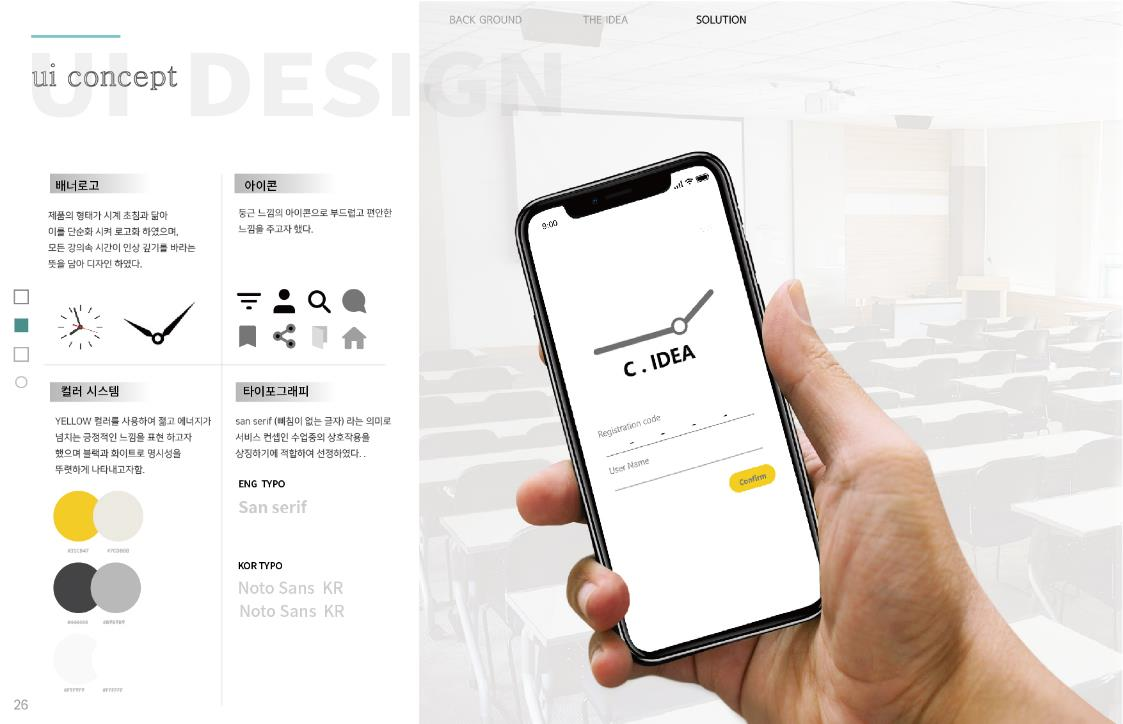 BACK GROUND
THE IDEA
SOLUTION
UI DESIGN
ui concept
배너로고
제품의 형태가 시계 초침과 닮아
이를 단순화 시켜 로고화 하였으며,
모든 강의속 시간이 인상 깊기를 바라는
뜻을 담아 디자인 하였다.
아이콘
둥근 느낌의 아이콘으로 부드럽고 편안한
느낌을 주고자 했다.
컬러 시스템
YELLOW 컬러를 사용하여 젊고 에너지가
넘치는 긍정적인 느낌을 표현 하고자
했으며 블랙과 화이트로 명시성을
뚜렷하게 나타내고자함.
타이포그래피
san serif (삐침이 없는 글자) 라는 의미로
서비스 컨셉인 수업중의 상호작용을
상징하기에 적합하여 선정하였다. .
ENG TYPO
San serif
KOR TYPO
Noto Sans KR
Noto Sans KR
26
9:00
C . IDEA
Registration code
- - - -
User Name
Confirm